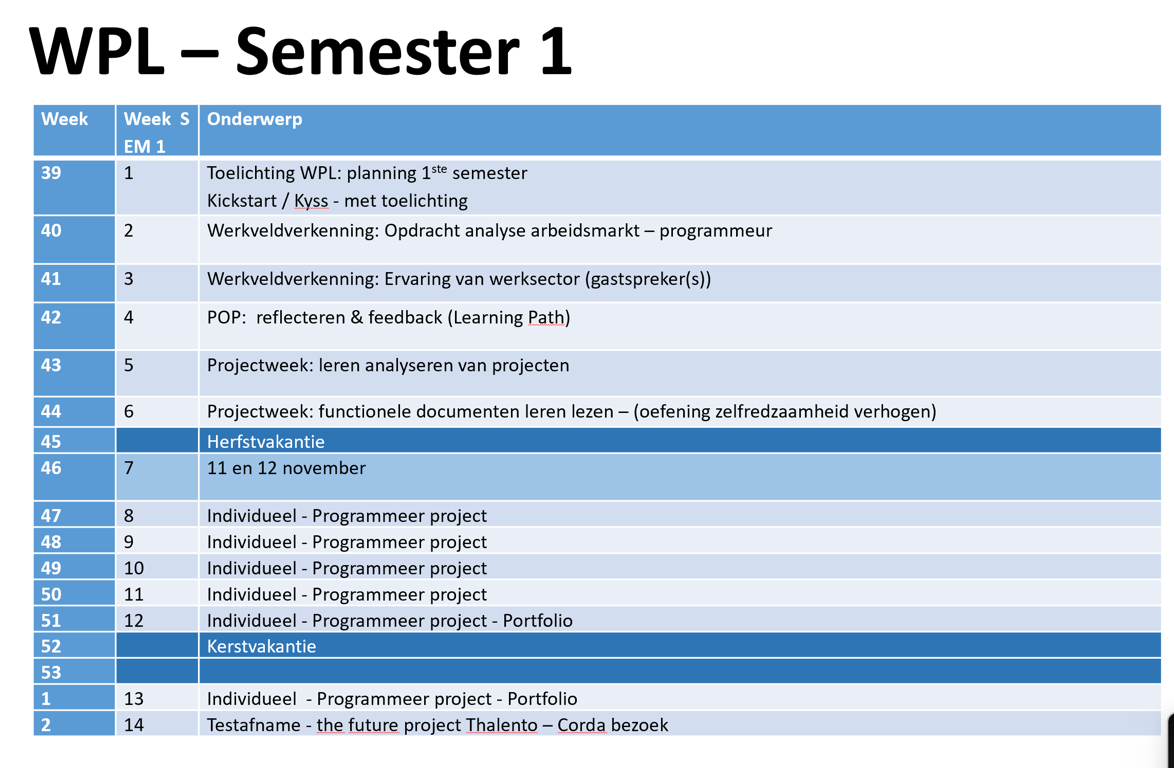 WPL – Semester 1
Week Week S Onderwerp
EM 1
39 1 Toelichting WPL: planning 1ste semester
Kickstart / Kyss - met toelichting
40 2 Werkveldverkenning: Opdracht analyse arbeidsmarkt – programmeur
41 3 Werkveldverkenning: Ervaring van werksector (gastspreker(s))
42 4 POP: reflecteren & feedback (Learning Path)
43 5 Projectweek: leren analyseren van projecten
44 6 Projectweek: functionele documenten leren lezen – (oefening zelfredzaamheid verhogen)
45 Herfstvakantie
46 7 11 en 12 november
47 8 Individueel - Programmeer project
48 9 Individueel - Programmeer project
49 10 Individueel - Programmeer project
50 11 Individueel - Programmeer project
51 12 Individueel - Programmeer project - Portfolio
52 Kerstvakantie
53
1 13 Individueel - Programmeer project - Portfolio
2 14 Testafname - the future project Thalento – Corda bezoek